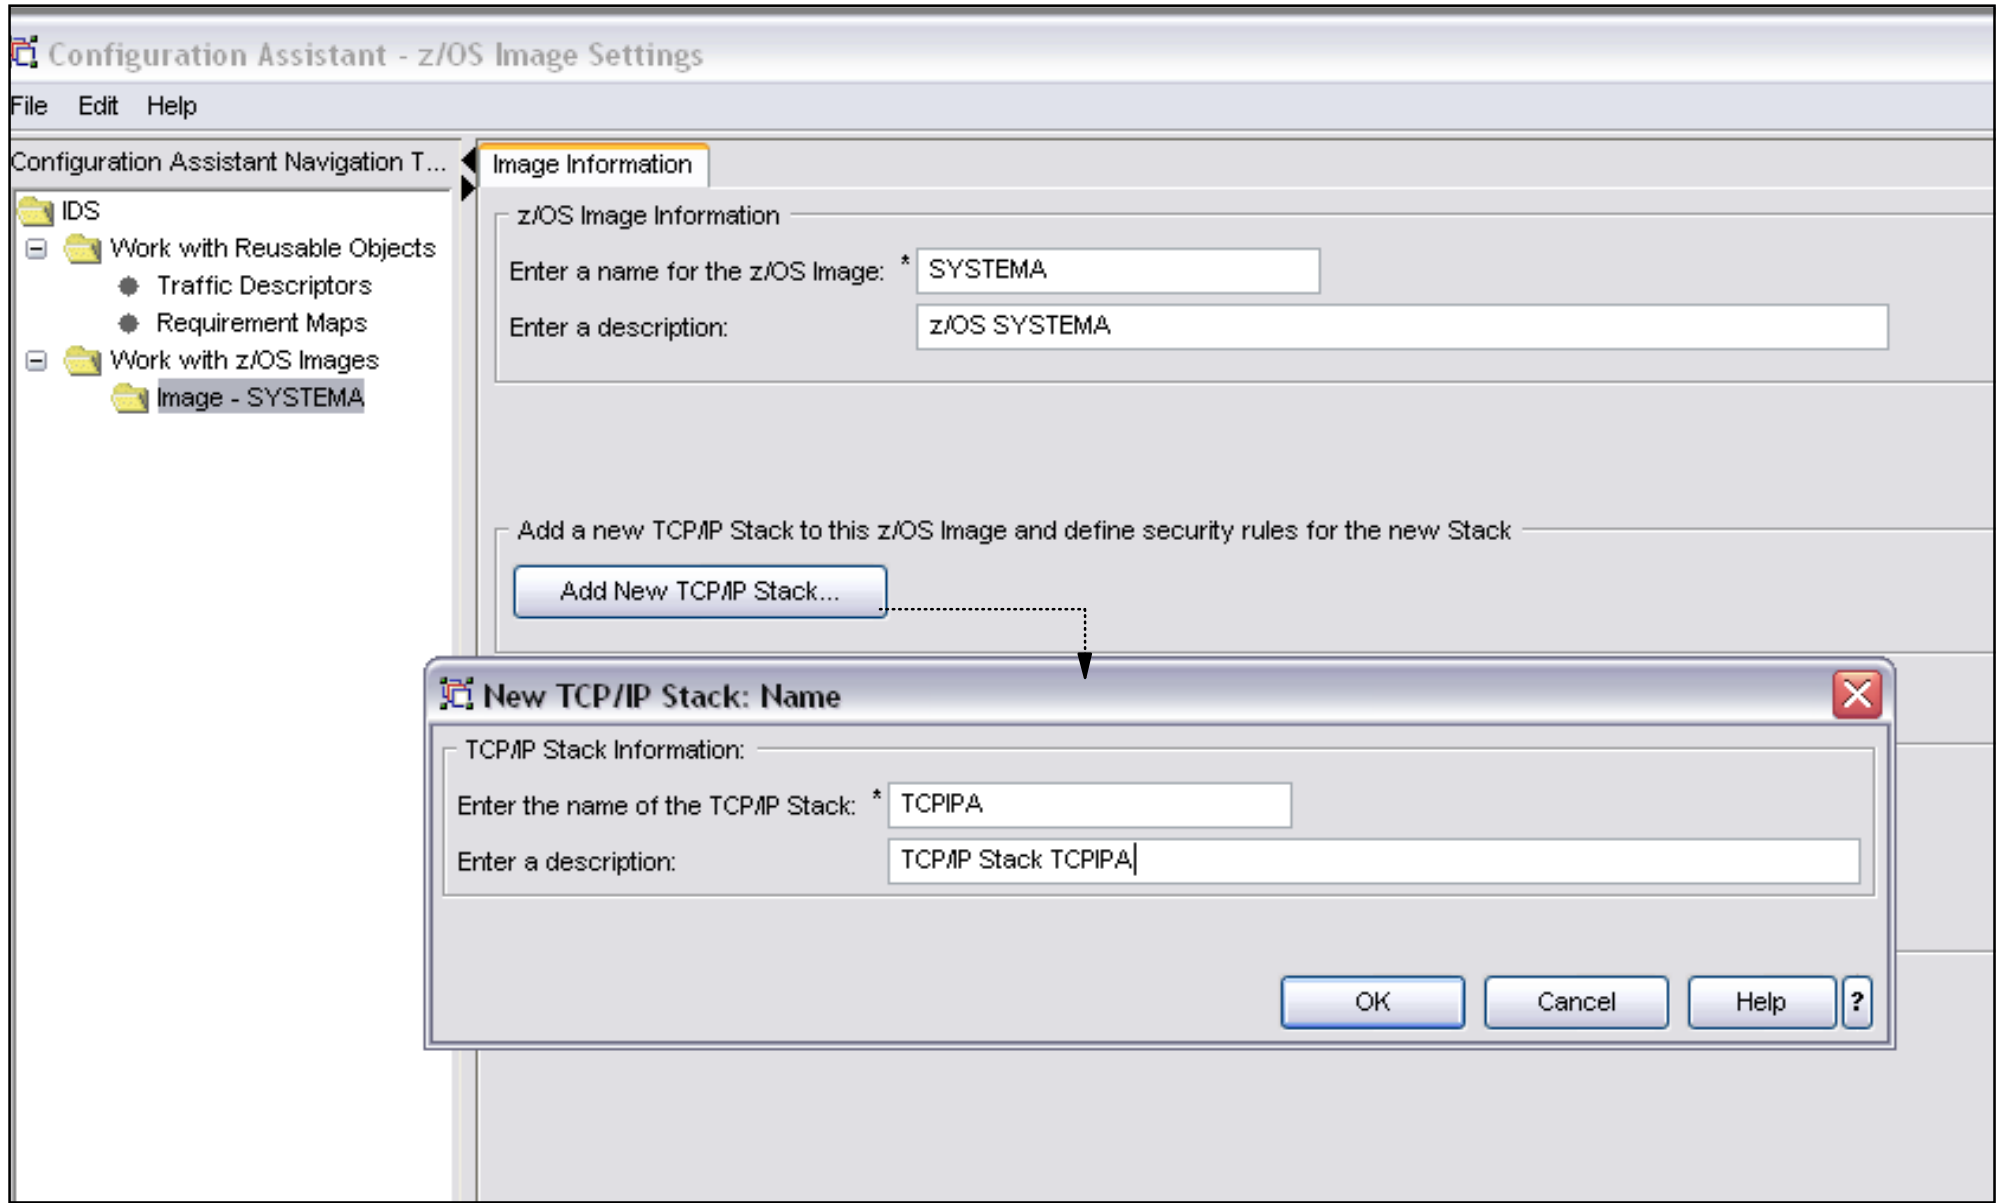 Configuration Assistant - z/OS Image Settings
File Edit Help
Configuration Assistant Navigation T...
IDS
Work with Reusable Objects
Traffic Descriptors
Requirement Maps
Work with z/OS Images
Image - SYSTEMA
Image Information
z/OS Image Information
Enter a name for the z/OS Image: * SYSTEMA
Enter a description: z/OS SYSTEMA
Add a new TCP/IP Stack to this z/OS Image and define security rules for the new Stack
Add New TCP/IP Stack...
New TCP/IP Stack: Name
TCP/IP Stack Information:
Enter the name of the TCP/IP Stack: * TCPIPA
Enter a description: TCP/IP Stack TCPIPA
OK Cancel Help ?